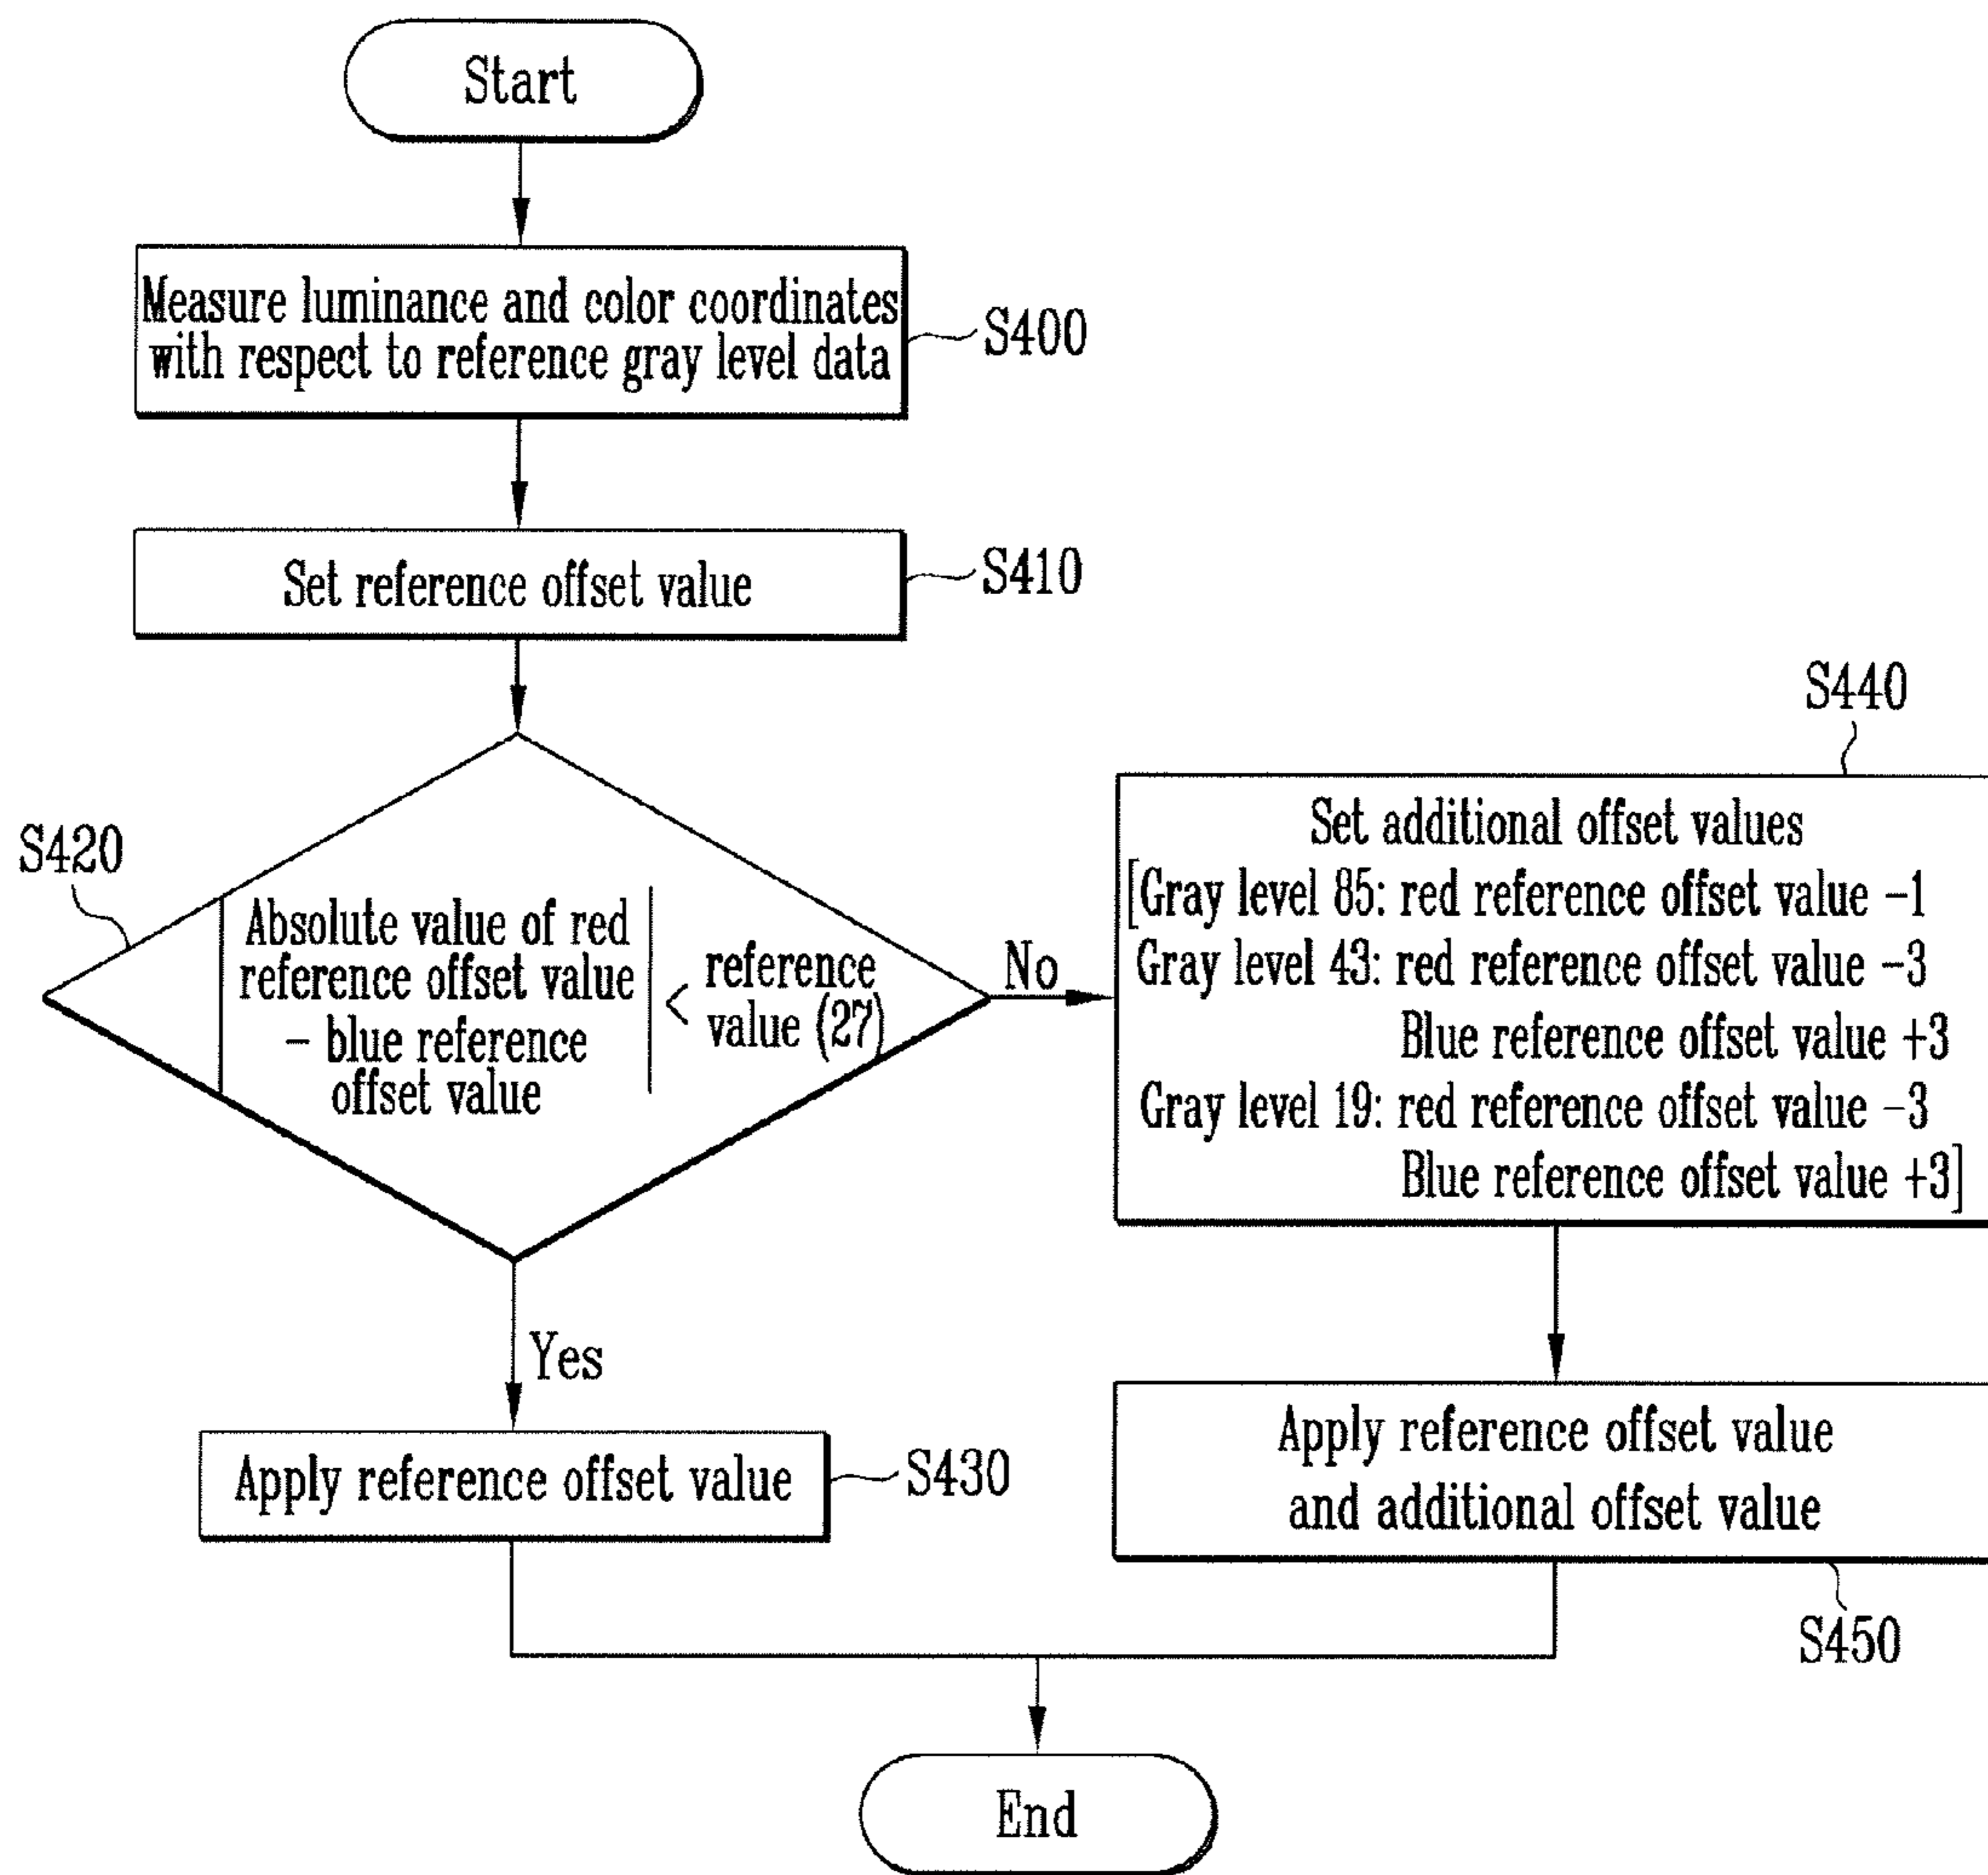 Start
Measure luminance and color coordinates
with respect to reference gray level data
S400
Set reference offset value
S410
S420
Absolute value of red
reference offset value
- blue reference
offset value
< reference
value (27)
No
Yes
S440
Set additional offset values
[Gray level 85: red reference offset value -1
Gray level 43: red reference offset value -3
Blue reference offset value +3
Gray level 19: red reference offset value -3
Blue reference offset value +3]
Apply reference offset value
S430
Apply reference offset value
and additional offset value
S450
End